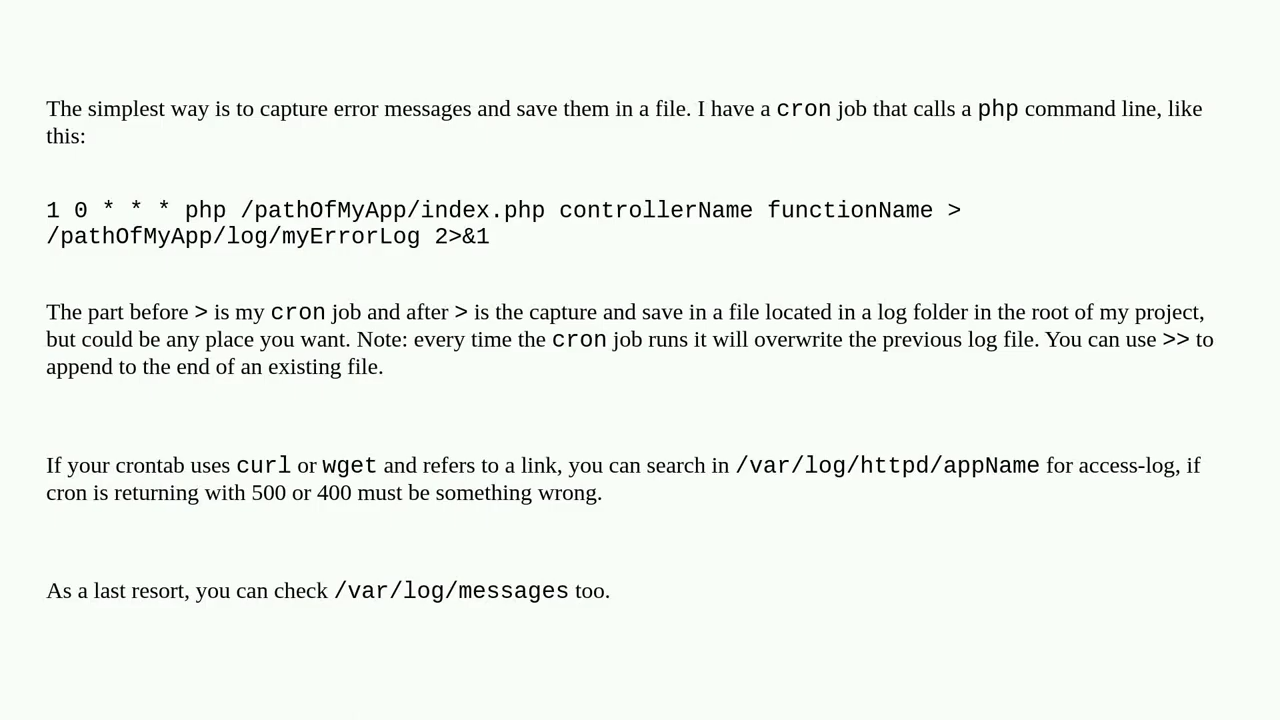 The simplest way is to capture error messages and save them in a file. I have a cron job that calls a php command line, like
this:
1 0 * * * php /pathOfMyApp/index.php controllerName functionName >
/pathOfMyApp/log/myErrorLog 2>&1
The part before > is my cron job and after > is the capture and save in a file located in a log folder in the root of my project,
but could be any place you want. Note: every time the cron job runs it will overwrite the previous log file. You can use >> to
append to the end of an existing file.
If your crontab uses curl or wget and refers to a link, you can search in /var/log/httpd/appName for access-log, if
cron is returning with 500 or 400 must be something wrong.
As a last resort, you can check /var/log/messages too.